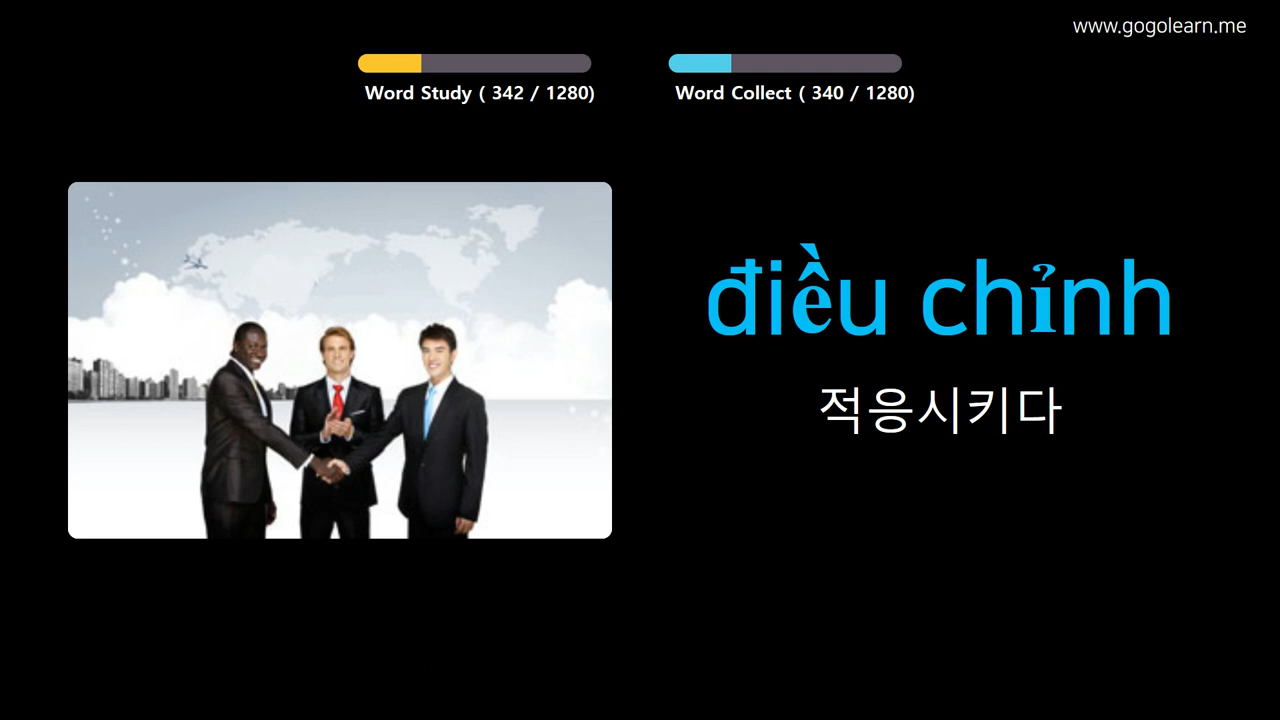 www.gogolearn.me
Word Study ( 342 / 1280)
Word Collect ( 340 / 1280)
điều chỉnh
적응시키다